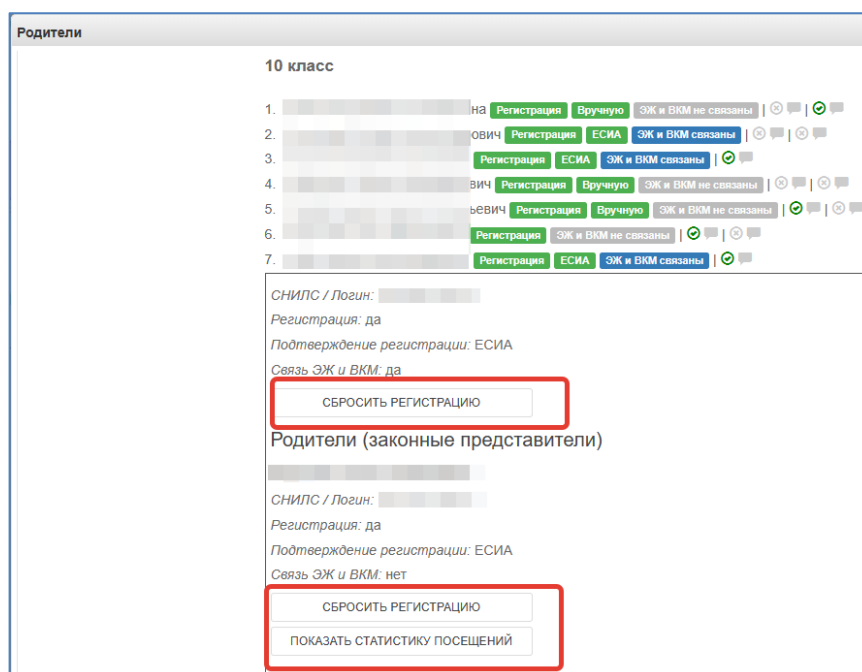 Родители
10 класс
1. на Регистрация Вручную ЭЖ и ВКМ не связаны | |
2. ович Регистрация ЕСИА ЭЖ и ВКМ связаны | |
3. Регистрация ЕСИА ЭЖ и ВКМ связаны |
4. вич Регистрация Вручную ЭЖ и ВКМ не связаны | |
5. ьевич Регистрация Вручную ЭЖ и ВКМ не связаны | |
6. Регистрация ЭЖ и ВКМ не связаны | |
7. Регистрация ЕСИА ЭЖ и ВКМ связаны |
СНИЛС / Логин:
Регистрация: да
Подтверждение регистрации: ЕСИА
Связь ЭЖ и ВКМ: да
СБРОСИТЬ РЕГИСТРАЦИЮ
Родители (законные представители)
СНИЛС / Логин:
Регистрация: да
Подтверждение регистрации: ЕСИА
Связь ЭЖ и ВКМ: нет
СБРОСИТЬ РЕГИСТРАЦИЮ
ПОКАЗАТЬ СТАТИСТИКУ ПОСЕЩЕНИЙ